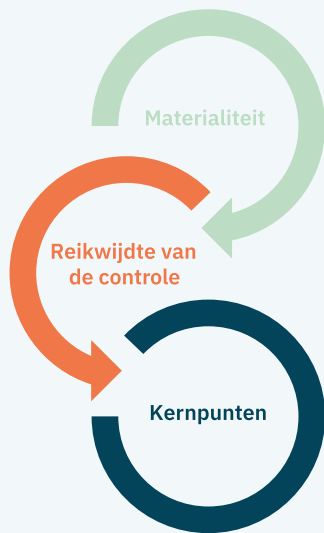 Materialiteit
Reikwijdte van
de controle
Kernpunten